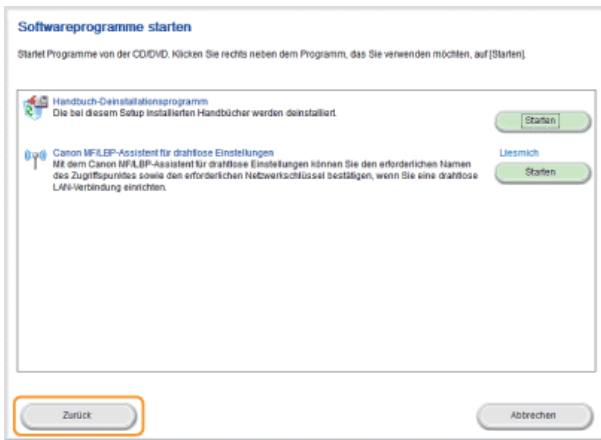 Softwareprogramme starten
Startet Programme von der CD/DVD. Klicken Sie rechts neben dem Programm, das Sie verwenden möchten, auf [Starten].
Handbuch-Deinstallationsprogramm
Die bei diesem Setup installierten Handbücher werden deinstalliert.
Starten
Canon MF/LBP-Assistent für drahtlose Einstellungen
Liesmich
Mit dem Canon MF/LBP-Assistent für drahtlose Einstellungen können Sie den erforderlichen Namen
des Zugriffspunktes sowie den erforderlichen Netzwerkschlüssel bestätigen, wenn Sie eine drahtlose
LAN-Verbindung einrichten.
Starten
Zurück
Abbrechen